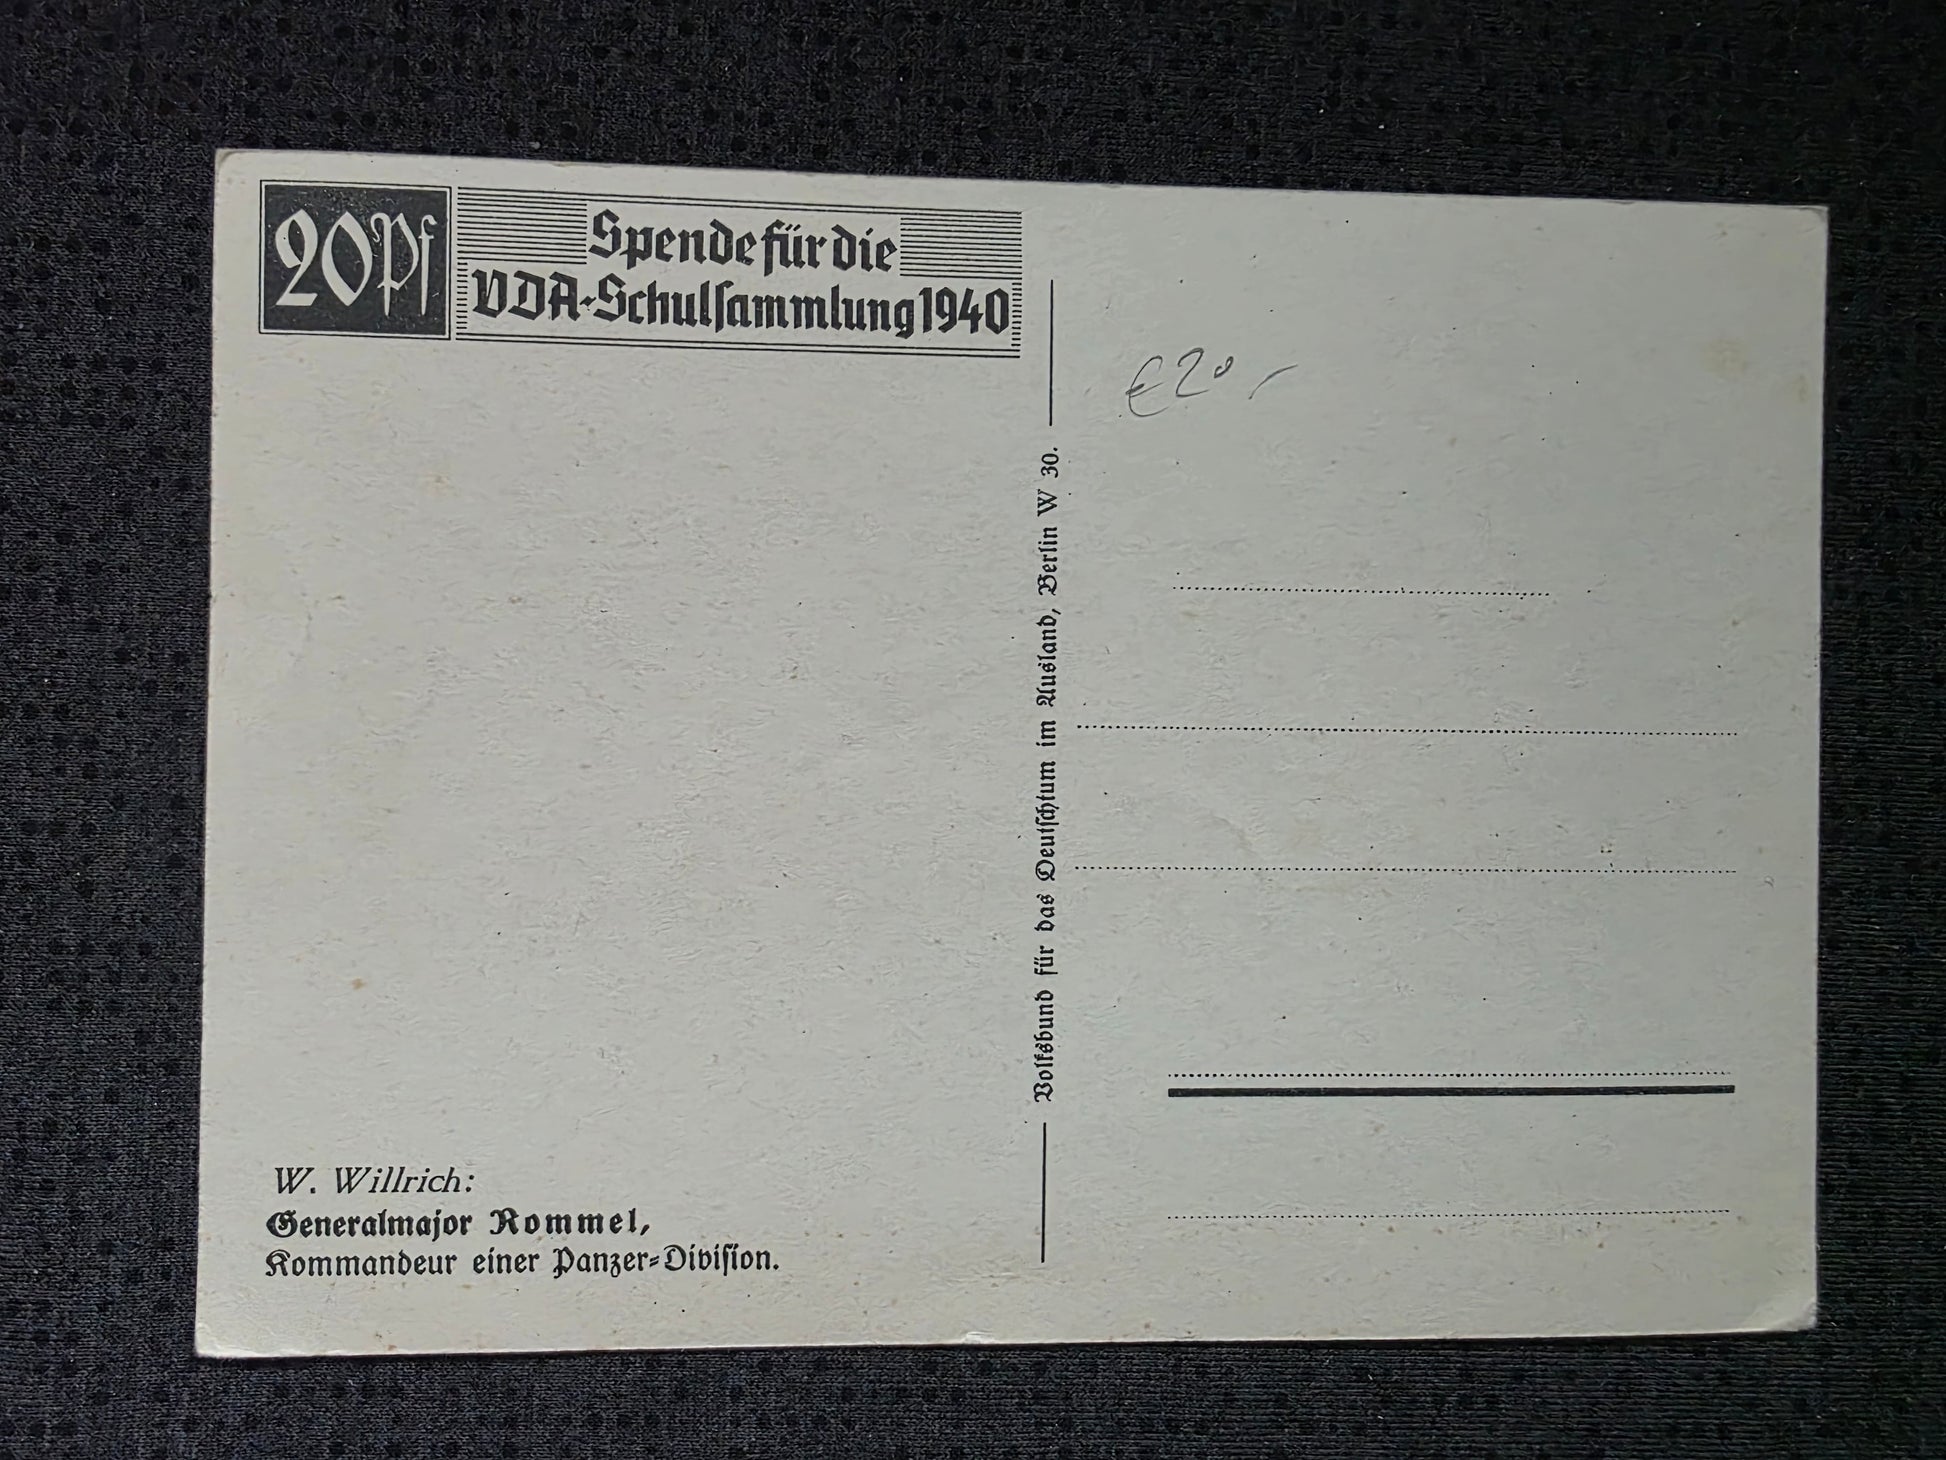 20Pf
Spende für die
VDA-Schulsammlung 1940
€20,-
Volksbund für das Deutschtum im Ausland, Berlin W 30.
W. Willrich:
Generalmajor Rommel,
Kommandeur einer Panzer-Division.